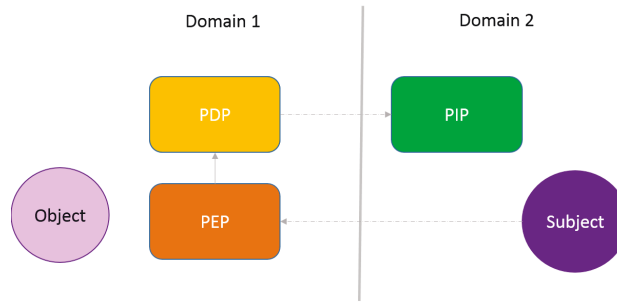 Domain 1
Domain 2
PDP
PIP
Object
PEP
Subject